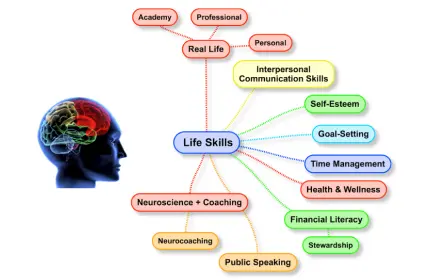 Academy
Professional
Real Life
Personal
Interpersonal
Communication Skills
Self-Esteem
Goal-Setting
Life Skills
Time Management
Health & Wellness
Neuroscience + Coaching
Financial Literacy
Neurocoaching
Stewardship
Public Speaking